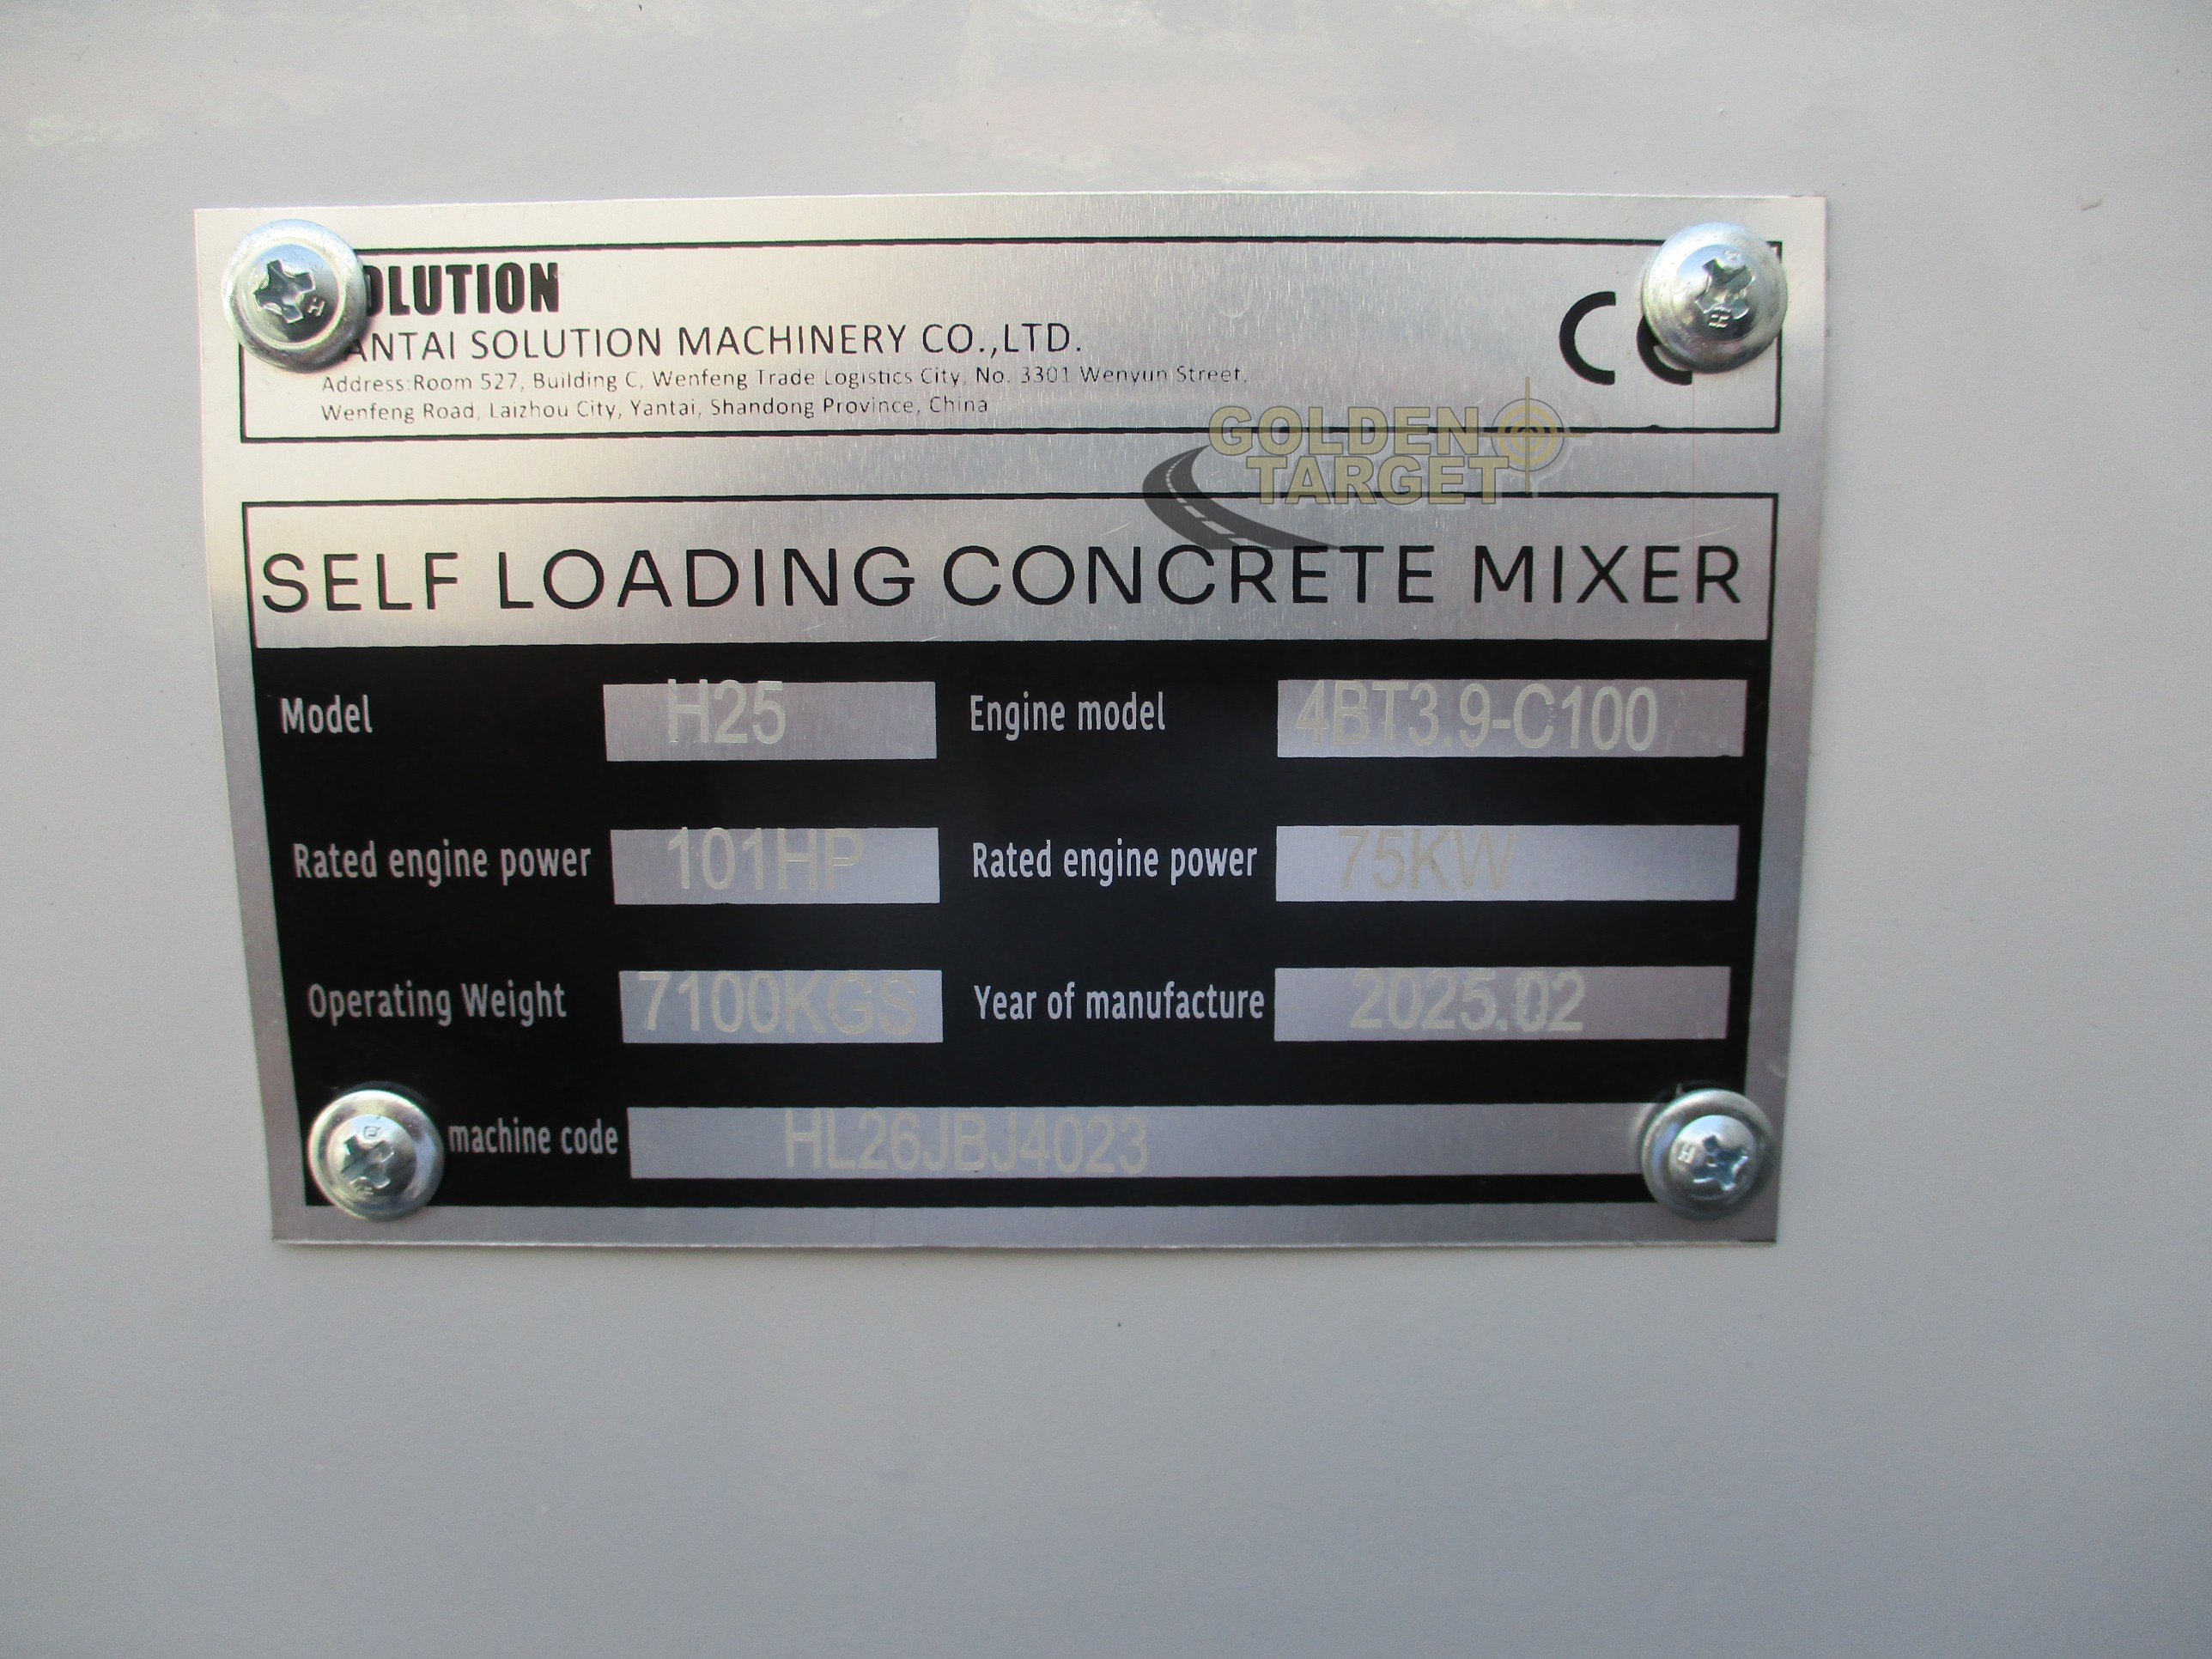 SOLUTION
YANTAI SOLUTION MACHINERY CO.,LTD.
Address:Room 527, Building C, Wenfeng Trade Logistics City, No. 3301 Wenyun Street,
Wenfeng Road, Laizhou City, Yantai, Shandong Province, China
CE
GOLDEN
TARGET
SELF LOADING CONCRETE MIXER
Model H25 Engine model 4BT3.9-C100
Rated engine power 101HP Rated engine power 75KW
Operating Weight 7100KGS Year of manufacture 2025.02
machine code HL26JBJ4023